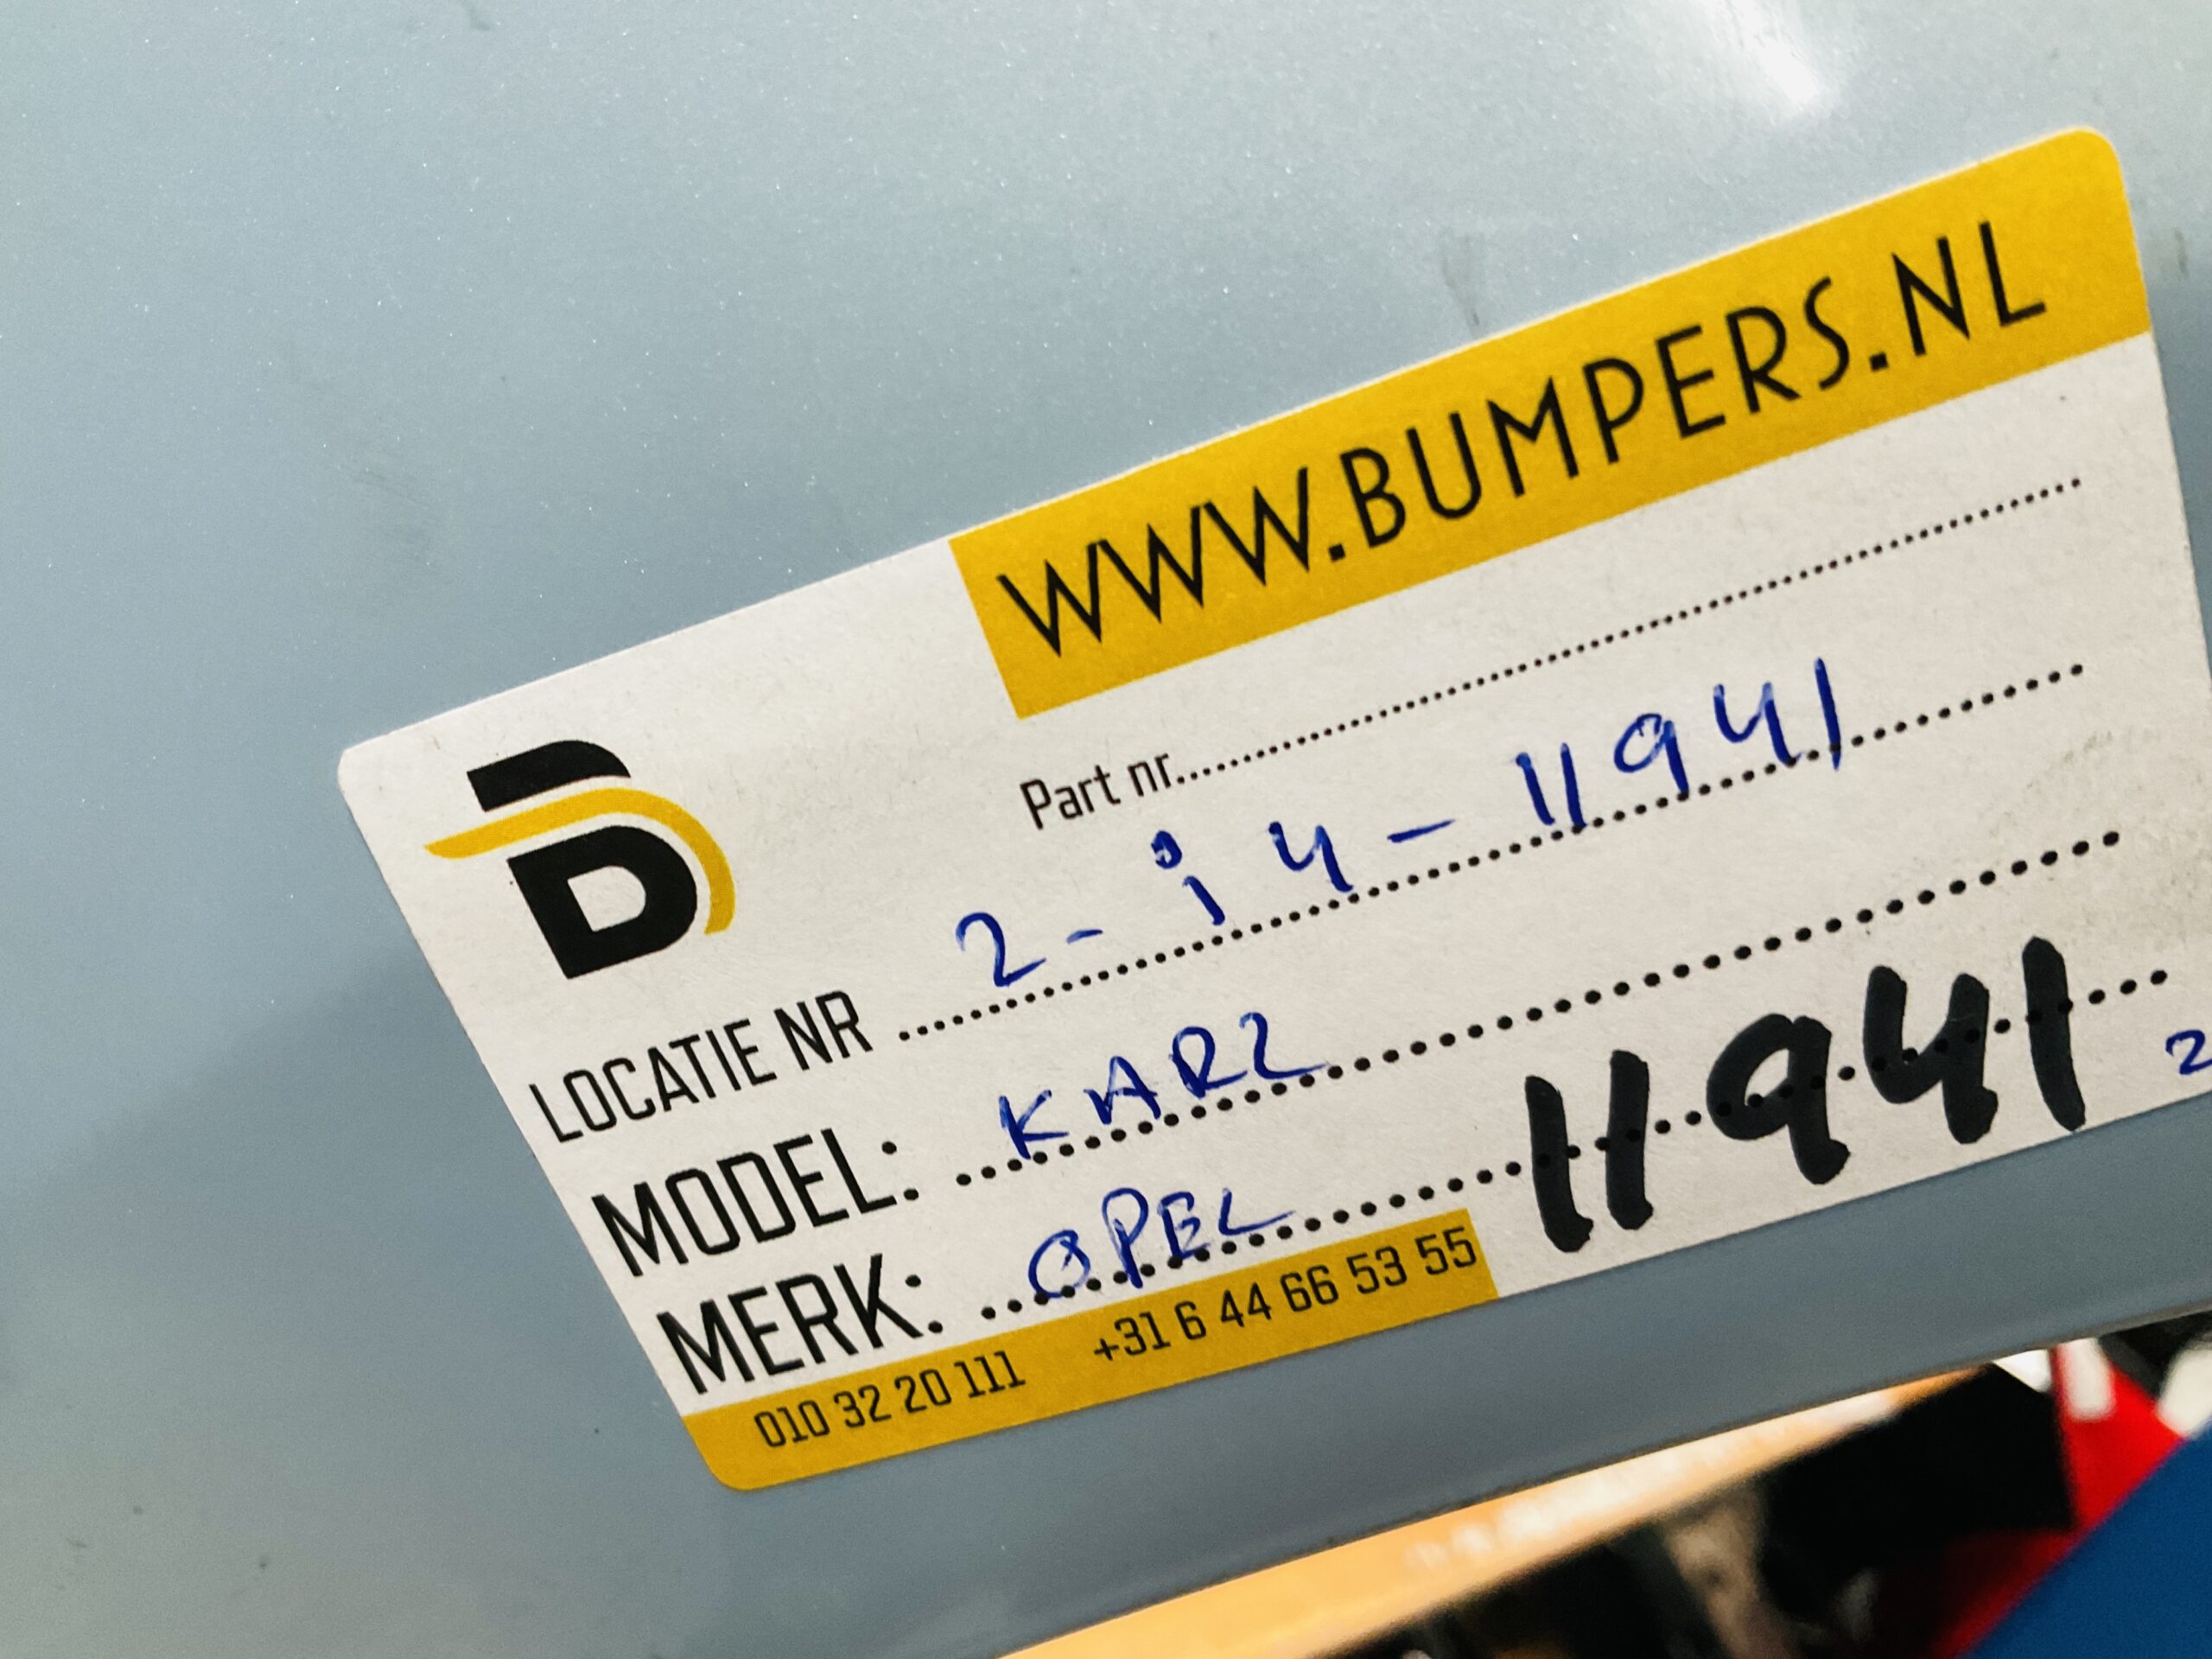 WWW.BUMPERS.NL
Part nr.
LOCATIE NR 2-i4-11941
MODEL: KARL
MERK: OPEL 11941
2
010 32 20 111 +31 6 44 66 53 55